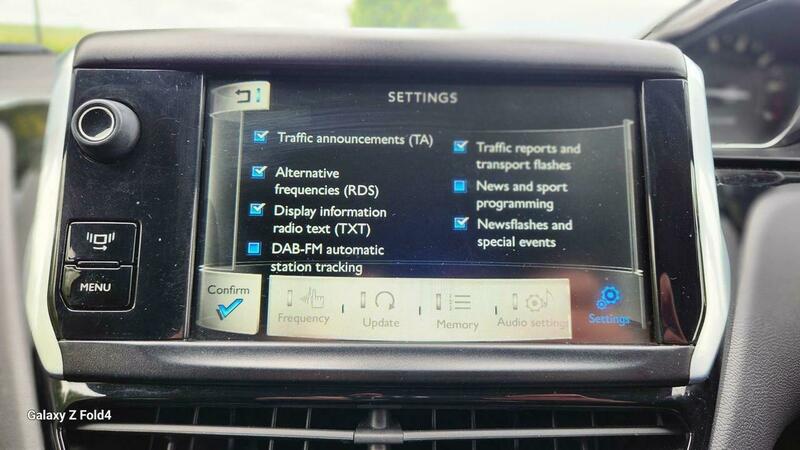 SETTINGS
Traffic announcements (TA)
Alternative
frequencies (RDS)
Display information
radio text (TXT)
DAB-FM automatic
station tracking
Traffic reports and
transport flashes
News and sport
programming
Newsflashes and
special events
MENU
Confirm
Frequency
Update
Memory
Audio settings
Settings
Galaxy Z Fold4